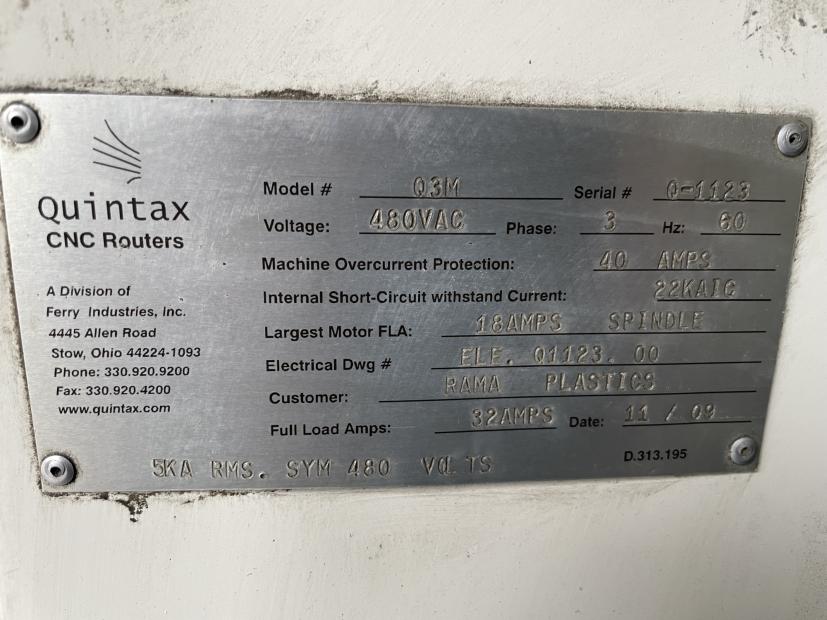 Quintax
CNC Routers
A Division of
Ferry Industries, Inc.
4445 Allen Road
Stow, Ohio 44224-1093
Phone: 330.920.9200
Fax: 330.920.4200
www.quintax.com
Model # Q3M Serial # Q-1123
Voltage: 480VAC Phase: 3 Hz: 60
Machine Overcurrent Protection: 40 AMPS
Internal Short-Circuit withstand Current: 22KAIC
Largest Motor FLA: 18AMPS SPINDLE
Electrical Dwg # ELE. Q1123. 00
Customer: RAMA PLASTICS
Full Load Amps: 32AMPS Date: 11 / 09
5KA RMS. SYM 480 VOLTS
D.313.195